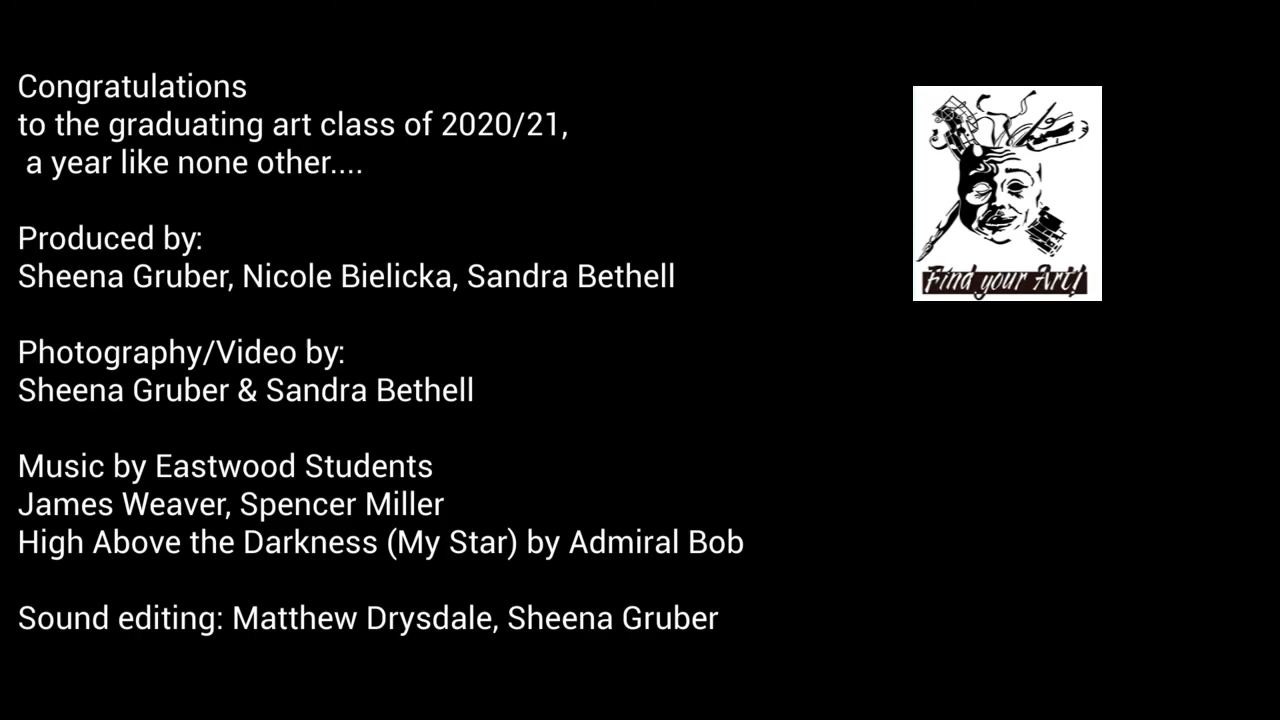 Congratulations
to the graduating art class of 2020/21,
a year like none other....
Produced by:
Sheena Gruber, Nicole Bielicka, Sandra Bethell
Photography/Video by:
Sheena Gruber & Sandra Bethell
Music by Eastwood Students
James Weaver, Spencer Miller
High Above the Darkness (My Star) by Admiral Bob
Sound editing: Matthew Drysdale, Sheena Gruber
Find your Art!